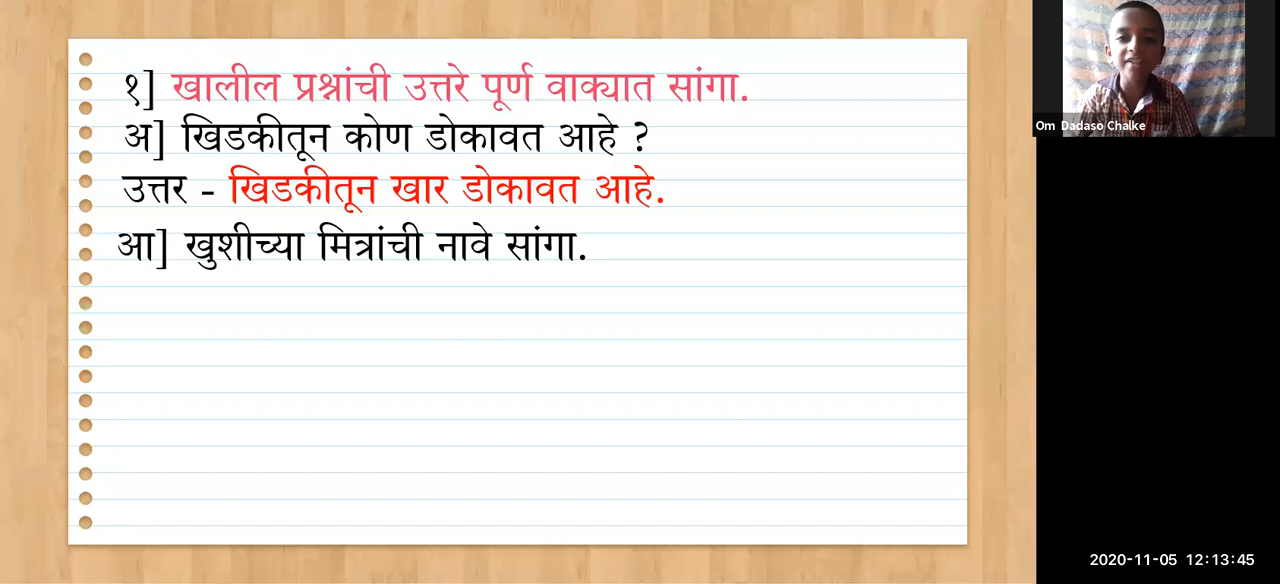 १] खालील प्रश्नांची उत्तरे पूर्ण वाक्यात सांगा.
अ] खिडकीतून कोण डोकावत आहे ?
उत्तर - खिडकीतून खार डोकावत आहे.
आ] खुशीच्या मित्रांची नावे सांगा.
Om Dadaso Chalke
2020-11-05 12:13:45